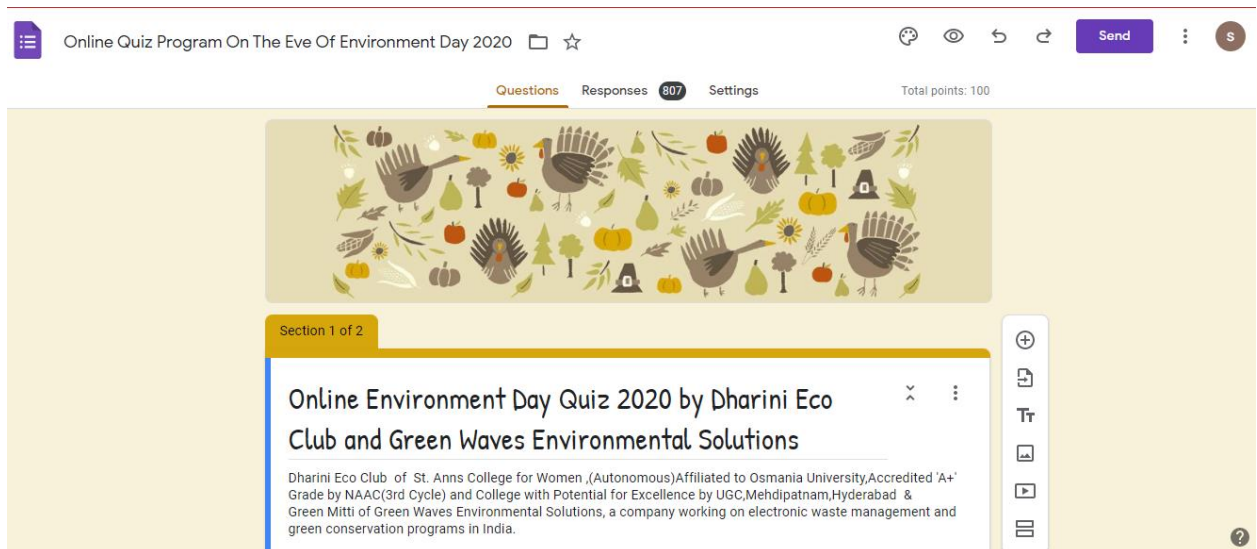 Online Quiz Program On The Eve Of Environment Day 2020
Send
S
Questions
Responses 807
Settings
Total points: 100
Section 1 of 2
Online Environment Day Quiz 2020 by Dharini Eco
Club and Green Waves Environmental Solutions
Dharini Eco Club of St. Anns College for Women ,(Autonomous)Affiliated to Osmania University,Accredited 'A+'
Grade by NAAC(3rd Cycle) and College with Potential for Excellence by UGC,Mehdipatnam,Hyderabad &
Green Mitti of Green Waves Environmental Solutions, a company working on electronic waste management and
green conservation programs in India.
Tт